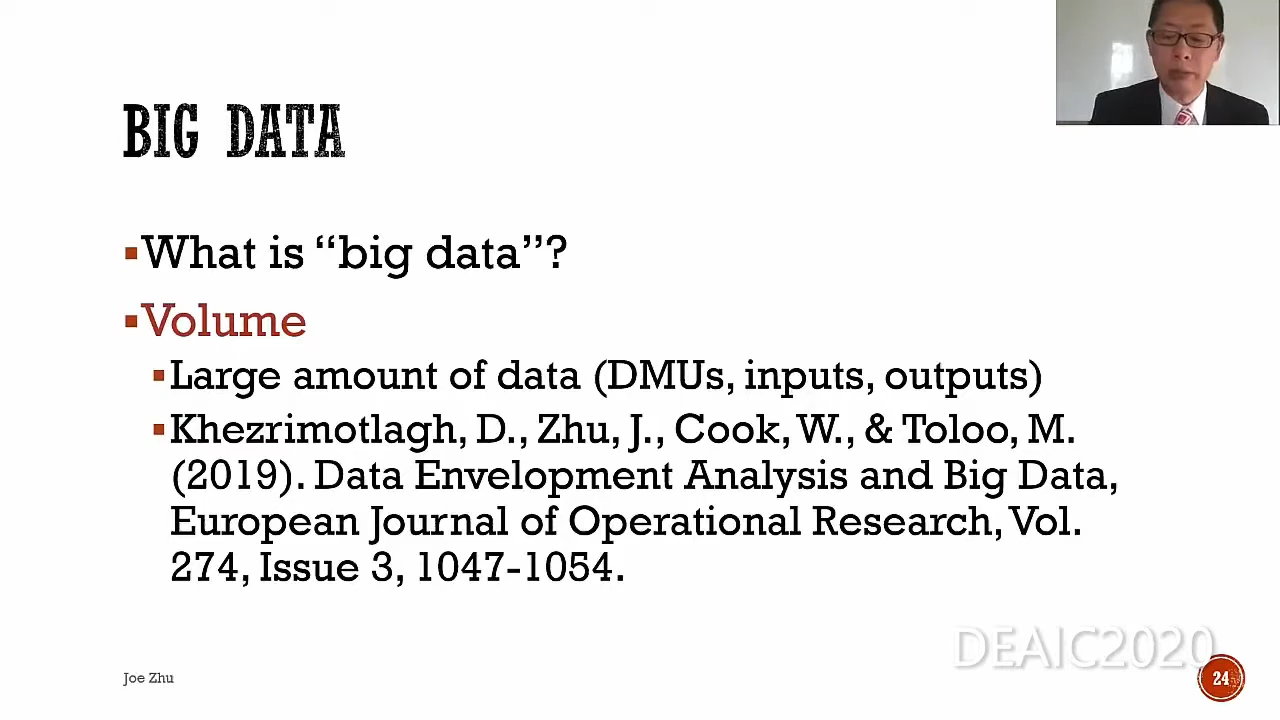 BIG DATA
▪What is “big data”?
▪Volume
▪Large amount of data (DMUs, inputs, outputs)
▪Khezrimotlagh, D., Zhu, J., Cook, W., & Toloo, M.
(2019). Data Envelopment Analysis and Big Data,
European Journal of Operational Research, Vol.
274, Issue 3, 1047-1054.
DEAIC2020
Joe Zhu
24